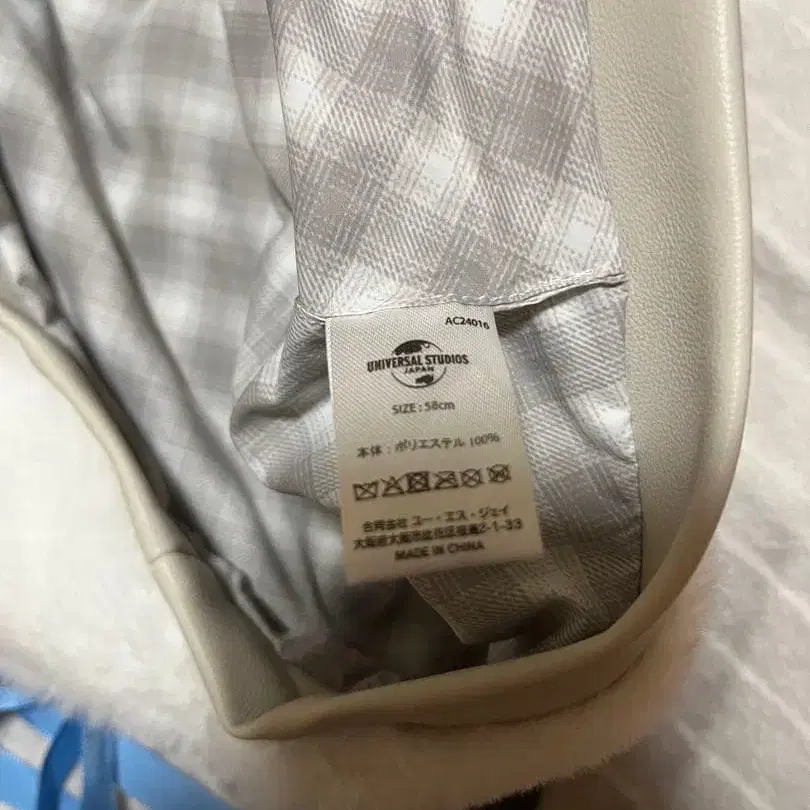 AC24016
UNIVERSAL STUDIOS
JAPAN
SIZE : 58cm
本体 : ポリエステル 100%
合同会社 ユー・エス・ジェイ
大阪府大阪市此花区桜島2-1-33
MADE IN CHINA